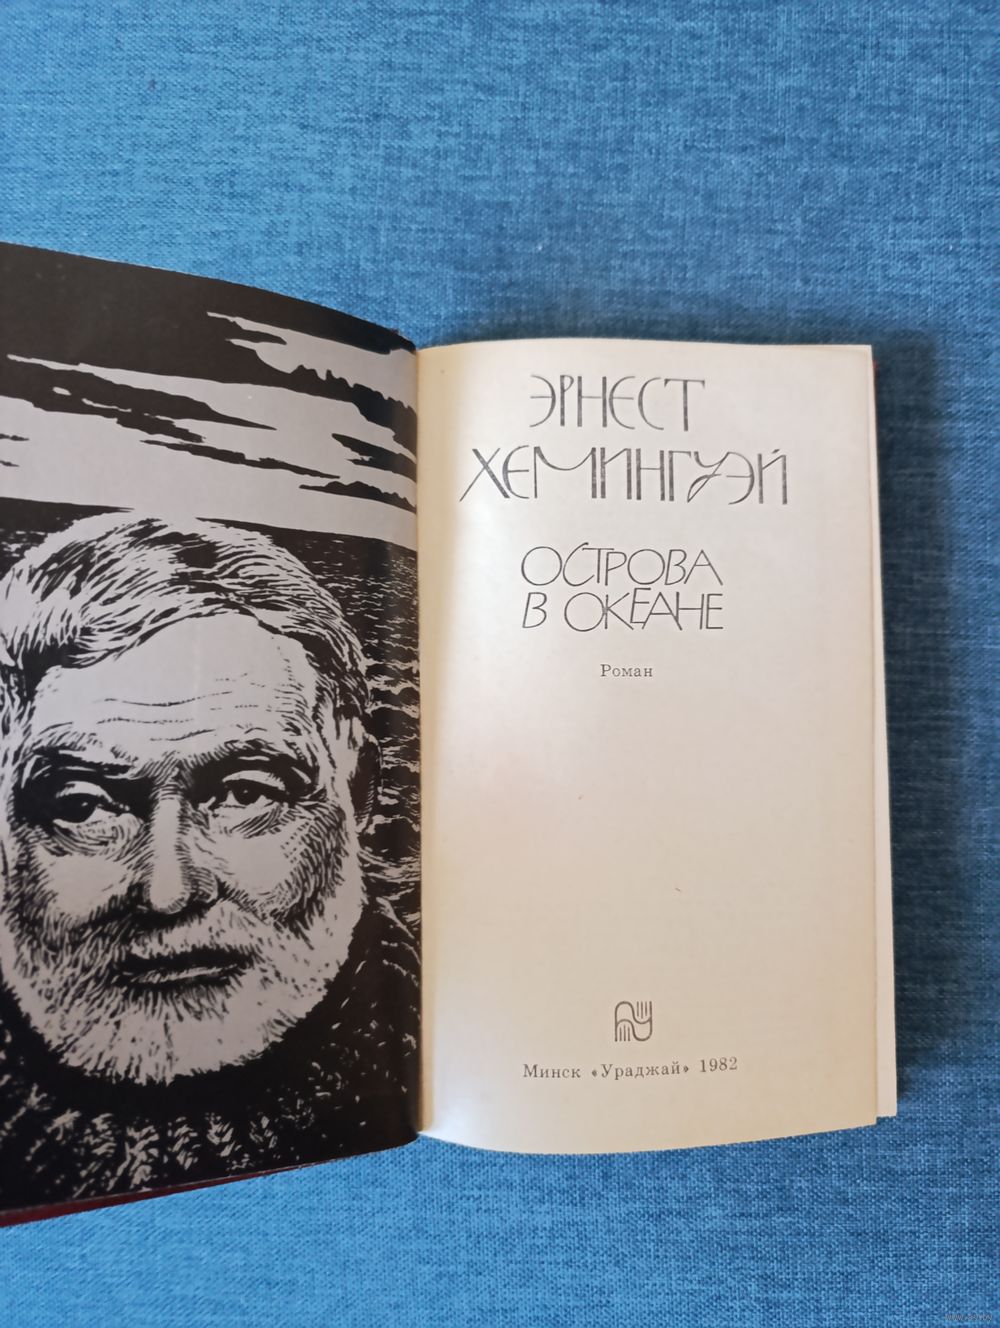 ЭРНЕСТ
ХЕМИНГУЭЙ
ОСТРОВА
В ОКЕАНЕ
Роман
Минск «Ураджай» 1982